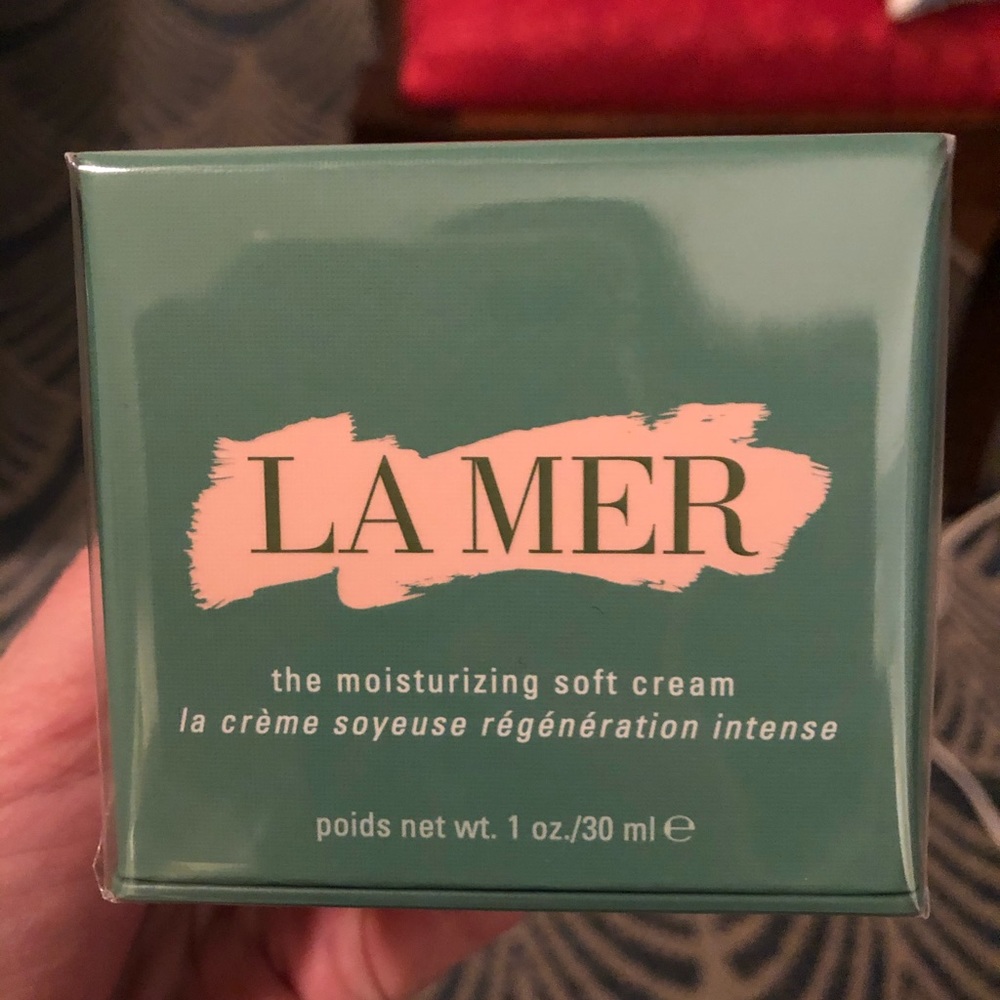 LA MER
the moisturizing soft cream
la crème soyeuse régénération intense
poids net wt. 1 oz./30 ml ℮